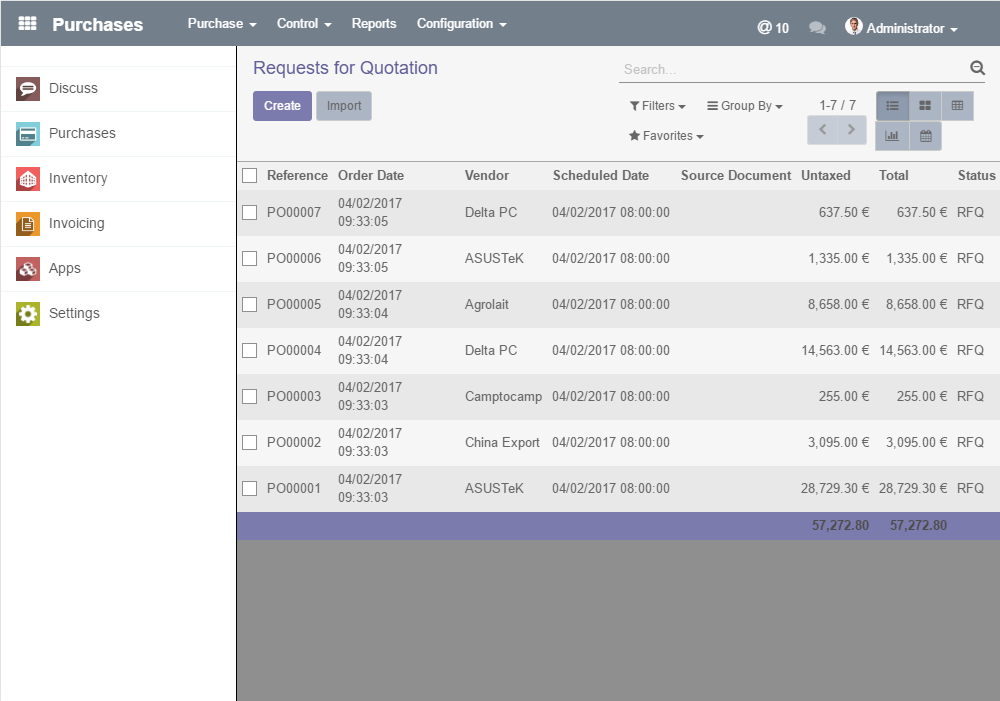 Purchases Purchase Control Reports Configuration @ 10 Administrator
Discuss
Purchases
Inventory
Invoicing
Apps
Settings
Requests for Quotation Search...
Create Import Filters Group By 1-7 / 7
Favorites
Reference Order Date Vendor Scheduled Date Source Document Untaxed Total Status
PO00007 04/02/2017 09:33:05 Delta PC 04/02/2017 08:00:00 637.50 € 637.50 € RFQ
PO00006 04/02/2017 09:33:05 ASUSTeK 04/02/2017 08:00:00 1,335.00 € 1,335.00 € RFQ
PO00005 04/02/2017 09:33:04 Agrolait 04/02/2017 08:00:00 8,658.00 € 8,658.00 € RFQ
PO00004 04/02/2017 09:33:04 Delta PC 04/02/2017 08:00:00 14,563.00 € 14,563.00 € RFQ
PO00003 04/02/2017 09:33:03 Camptocamp 04/02/2017 08:00:00 255.00 € 255.00 € RFQ
PO00002 04/02/2017 09:33:03 China Export 04/02/2017 08:00:00 3,095.00 € 3,095.00 € RFQ
PO00001 04/02/2017 09:33:03 ASUSTeK 04/02/2017 08:00:00 28,729.30 € 28,729.30 € RFQ
57,272.80 57,272.80